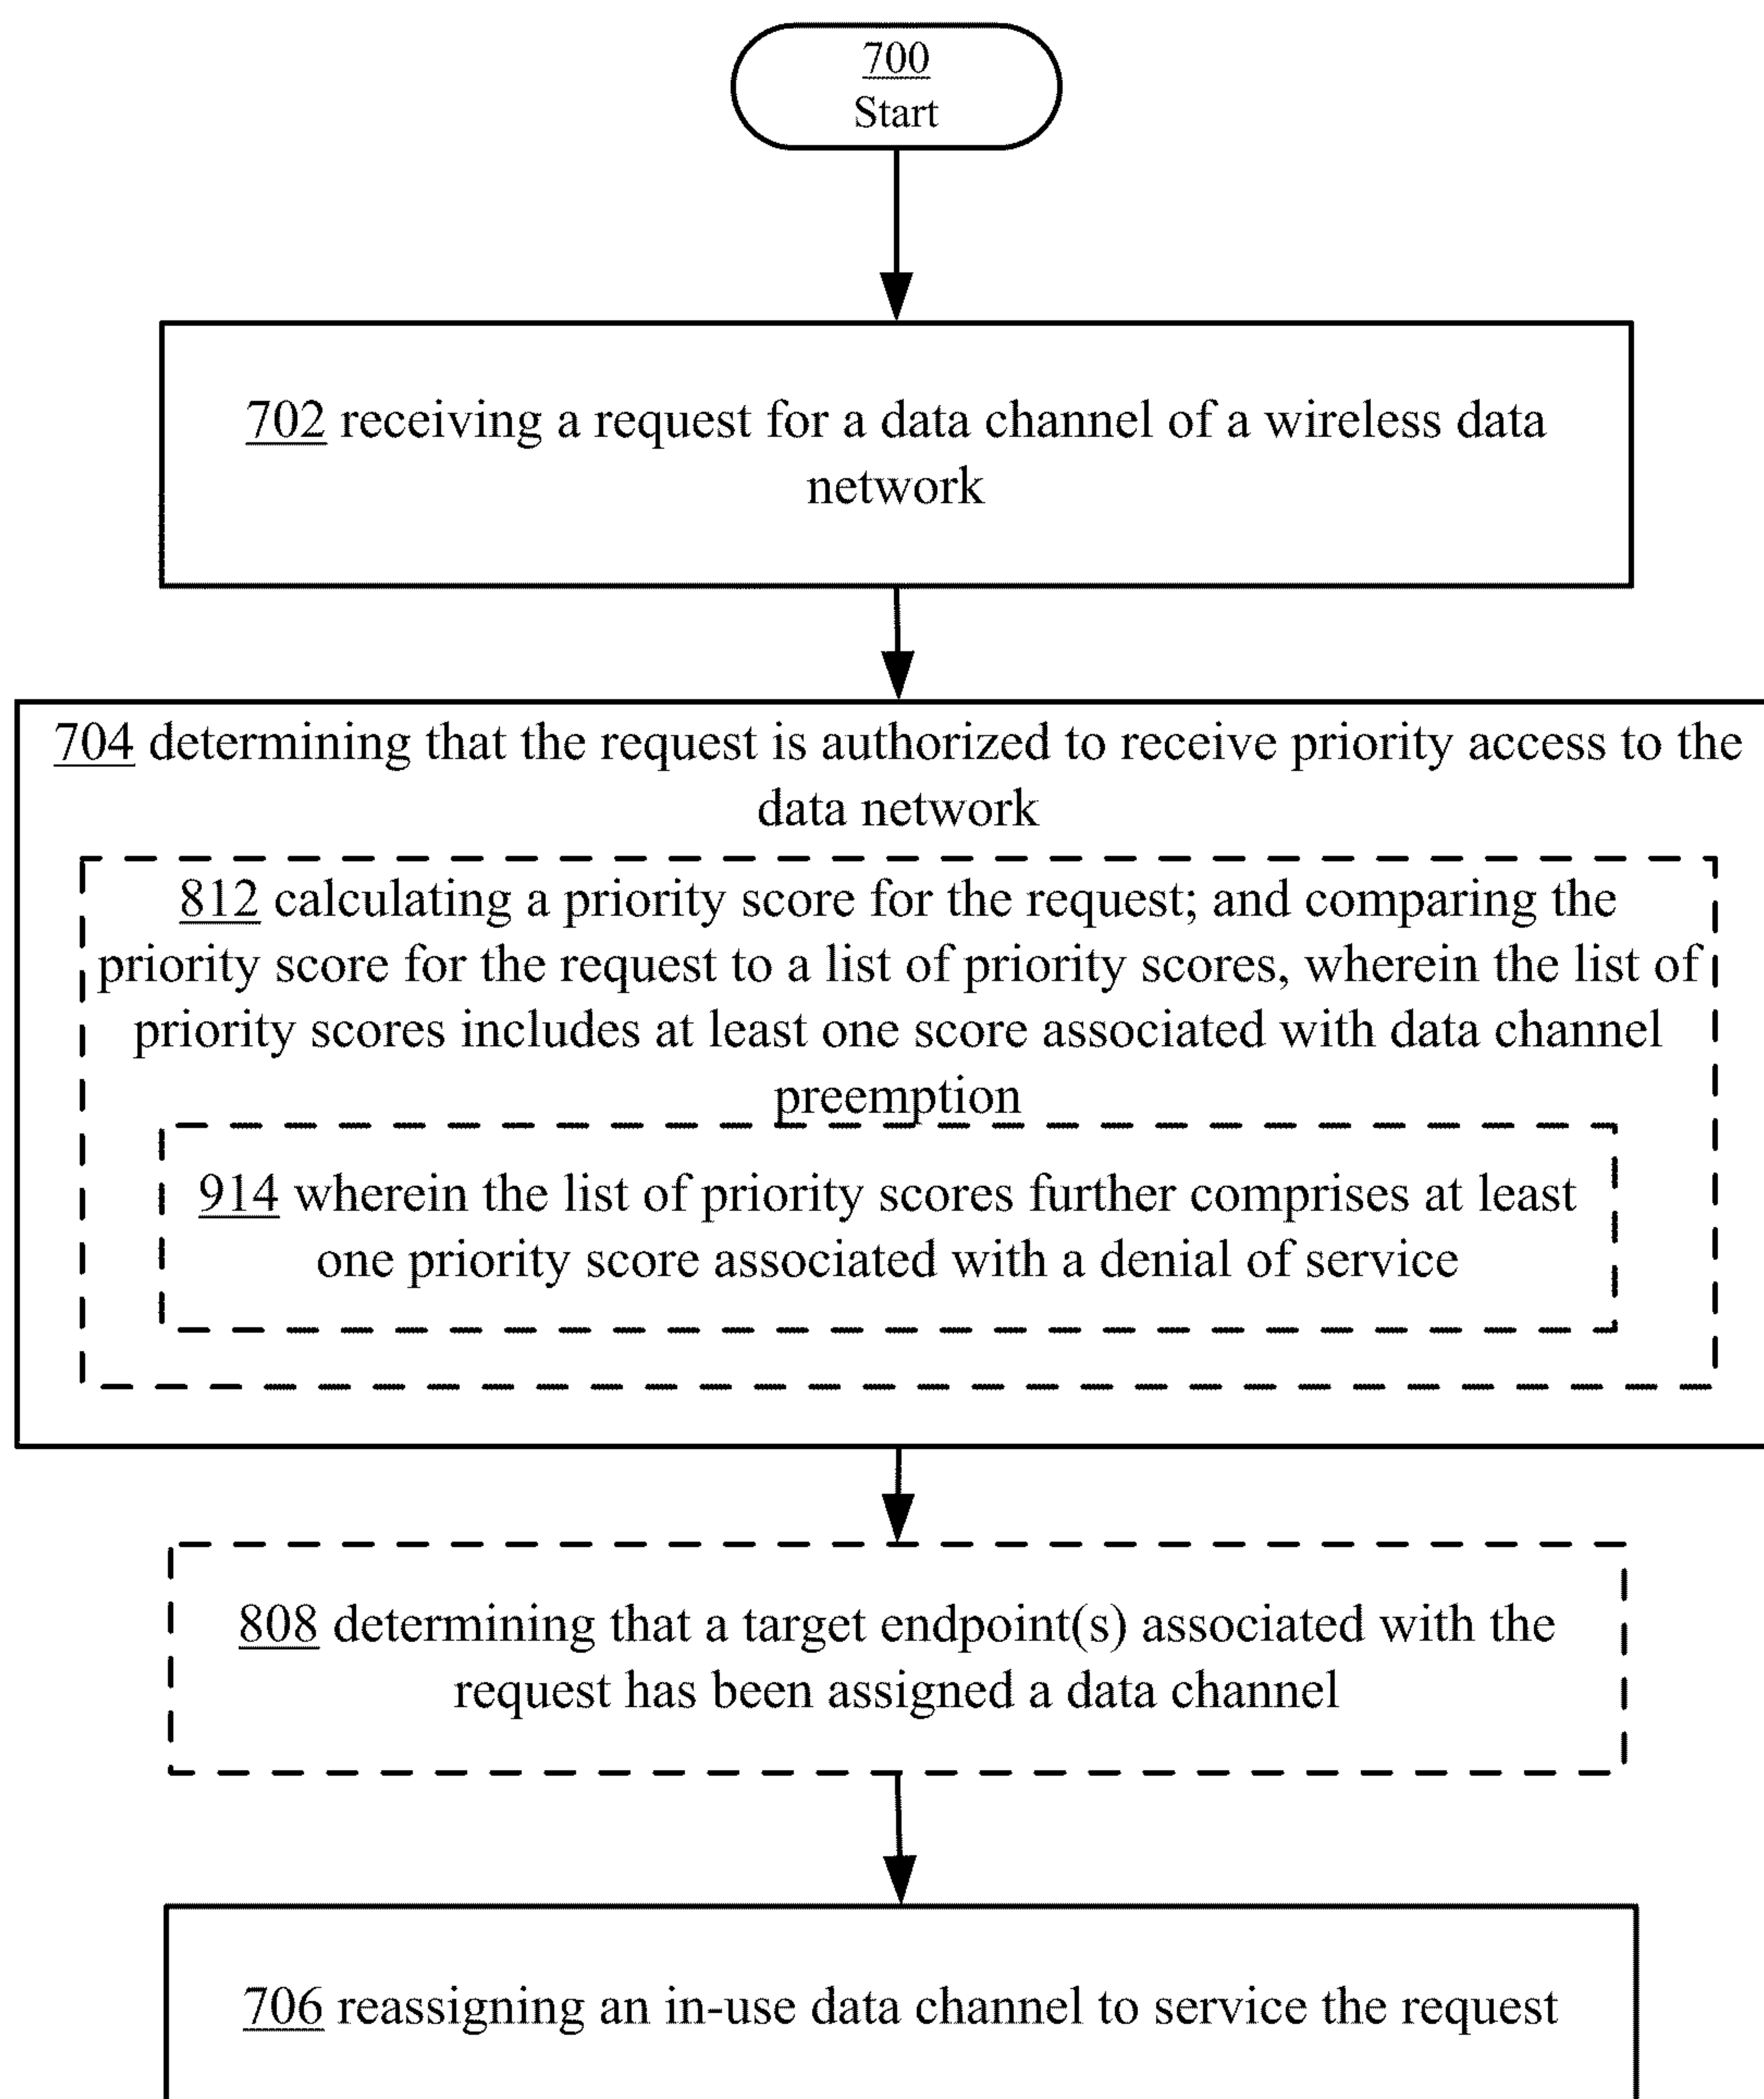 700
Start
702 receiving a request for a data channel of a wireless data
network
704 determining that the request is authorized to receive priority access to the
data network
812 calculating a priority score for the request; and comparing the
priority score for the request to a list of priority scores, wherein the list of
priority scores includes at least one score associated with data channel
preemption
914 wherein the list of priority scores further comprises at least
one priority score associated with a denial of service
808 determining that a target endpoint(s) associated with the
request has been assigned a data channel
706 reassigning an in-use data channel to service the request